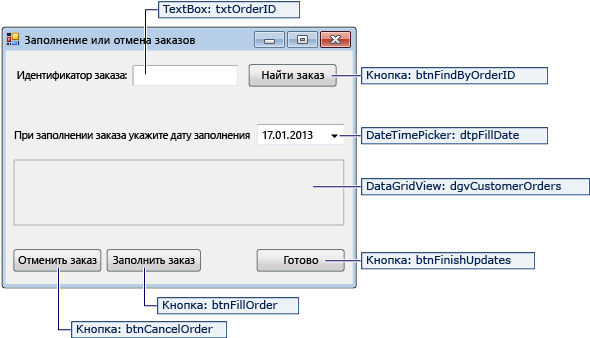 TextBox: txtOrderID
Заполнение или отмена заказов
Идентификатор заказа:
Найти заказ
Кнопка: btnFindByOrderID
При заполнении заказа укажите дату заполнения
17.01.2013
DateTimePicker: dtpFillDate
DataGridView: dgvCustomerOrders
Отменить заказ
Заполнить заказ
Готово
Кнопка: btnFinishUpdates
Кнопка: btnFillOrder
Кнопка: btnCancelOrder